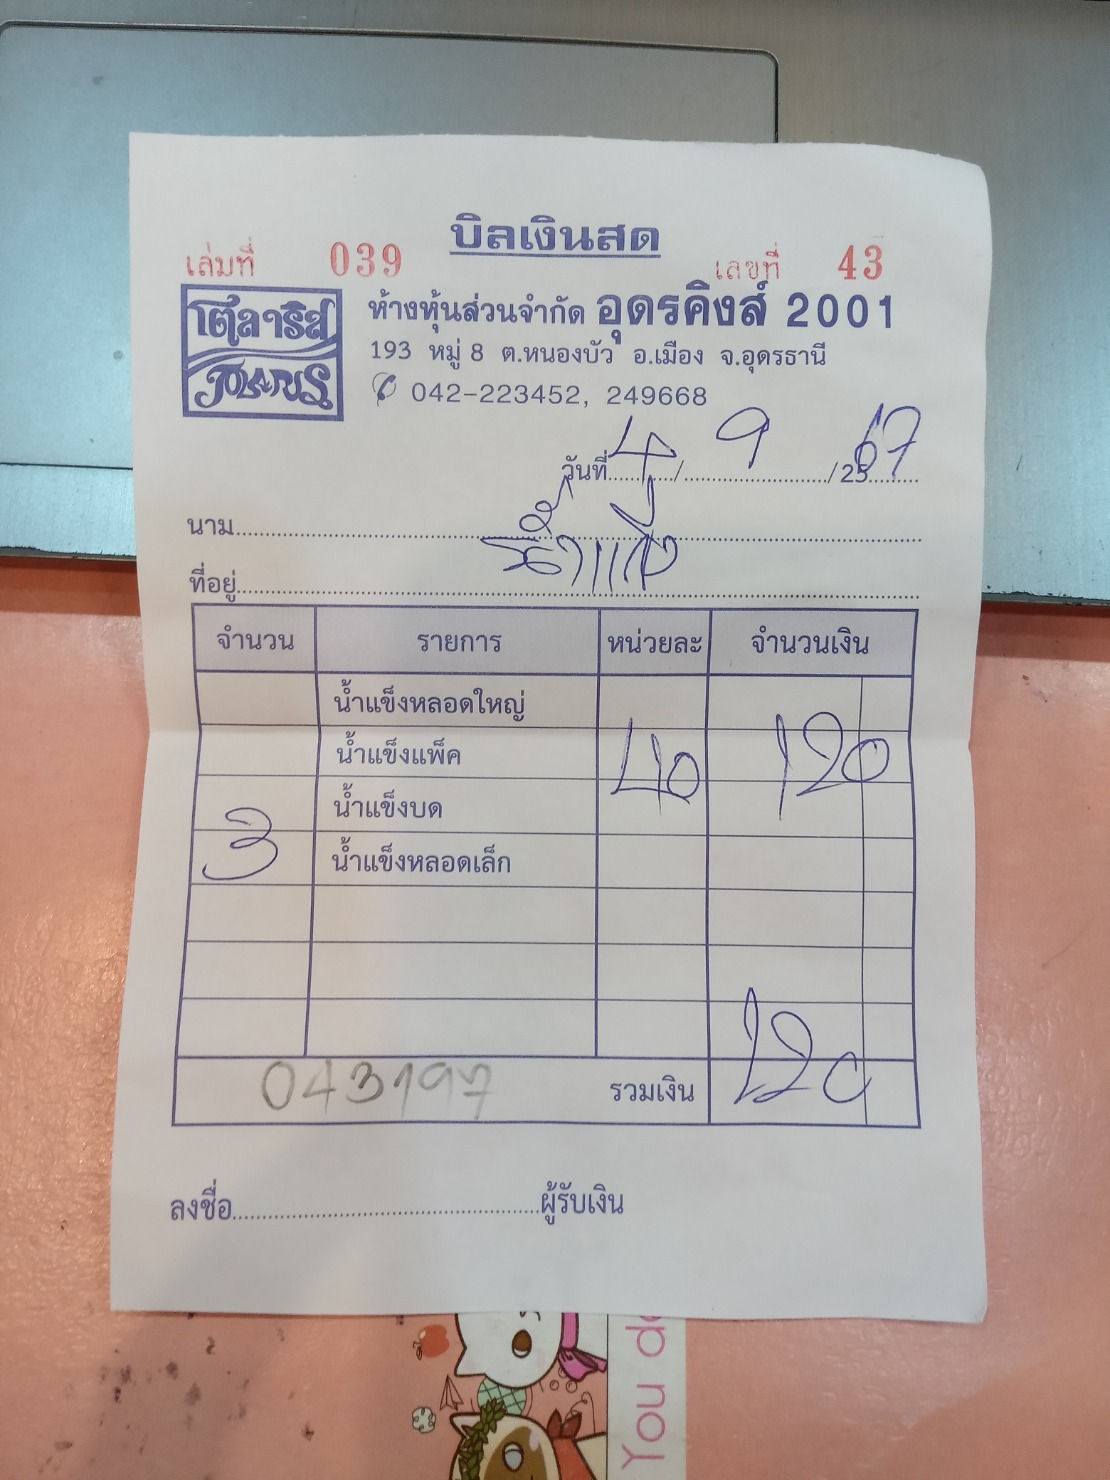 บิลเงินสด
เล่มที่ 039 เลขที่ 43
โตลาริส
ห้างหุ้นส่วนจำกัด อุดรคิงส์ 2001
193 หมู่ 8 ต.หนองบัว อ.เมือง จ.อุดรธานี
042-223452, 249668
วันที่ 4 / 9 / 2567
นาม
น้ำแข็ง
ที่อยู่
จำนวน รายการ หน่วยละ จำนวนเงิน
น้ำแข็งหลอดใหญ่
น้ำแข็งแพ็ค 40 120
น้ำแข็งบด
3 น้ำแข็งหลอดเล็ก
043197 รวมเงิน 120
ลงชื่อ ผู้รับเงิน
You do